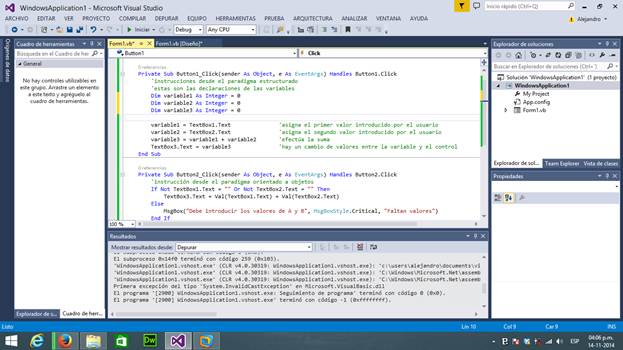 WindowsApplication1 - Microsoft Visual Studio
Inicio rápido (Ctrl+Q)
ARCHIVO EDITAR VER PROYECTO COMPILAR DEPURAR EQUIPO HERRAMIENTAS PRUEBA ARQUITECTURA ANALIZAR VENTANA AYUDA
Alejandro
Iniciar Debug Any CPU
Orígenes de datos
Cuadro de herramientas
Buscar en el Cuadro de her
General
No hay controles utilizables en
este grupo. Arrastre un elemento
a este texto y agréguelo al
cuadro de herramientas.
Form1.vb* Form1.vb [Diseño]*
Button1 Click
0 referencias
Private Sub Button1_Click(sender As Object, e As EventArgs) Handles Button1.Click
'Instrucciones desde el paradigma estructurado
'estas son las declaraciones de las variables
Dim variable1 As Integer = 0
Dim variable2 As Integer = 0
Dim variable3 As Integer = 0
variable1 = TextBox1.Text 'asigna el primer valor introducido por el usuario
variable2 = TextBox2.Text 'asigna el segundo valor introducido por el usuario
variable3 = variable1 + variable2 'efectúa la suma
TextBox3.Text = variable3 'hay un cambio de valores entre la variable y el control
End Sub
0 referencias
Private Sub Button2_Click(sender As Object, e As EventArgs) Handles Button2.Click
'instrucción desde el paradigma orientado a objetos
If Not TextBox1.Text = "" Or Not TextBox2.Text = "" Then
TextBox3.Text = Val(TextBox1.Text) + Val(TextBox2.Text)
Else
MsgBox("Debe introducir los valores de A y B", MsgBoxStyle.Critical, "Faltan valores")
End If
100 %
Resultados
Mostrar resultados desde: Depurar
El subproceso 0x14f0 terminó con código 259 (0x103).
'WindowsApplication1.vshost.exe' (CLR v4.0.30319: WindowsApplication1.vshost.exe): 'c:\users\alejandro\documents\vi
'WindowsApplication1.vshost.exe' (CLR v4.0.30319: WindowsApplication1.vshost.exe): 'C:\Windows\Microsoft.Net\assemb
'WindowsApplication1.vshost.exe' (CLR v4.0.30319: WindowsApplication1.vshost.exe): 'C:\Windows\Microsoft.Net\assemb
Primera excepción del tipo 'System.InvalidCastException' en Microsoft.VisualBasic.dll
El programa '[2900] WindowsApplication1.vshost.exe: Seguimiento de programa' terminó con código 0 (0x0).
El programa '[2900] WindowsApplication1.vshost.exe' terminó con código -1 (0xffffffff).
Explorador de soluciones
Buscar en Explorador de soluciones
Solución 'WindowsApplication1' (1 proyecto)
WindowsApplication1
My Project
App.config
Form1.vb
Explorador de sol... Team Explorer Vista de clases
Propiedades
Explorador de s... Cuadro de herr...
Listo Lín 10 Col 9 Car 9 INS
Dw
ESP
04:06 p.m.
14-11-2014